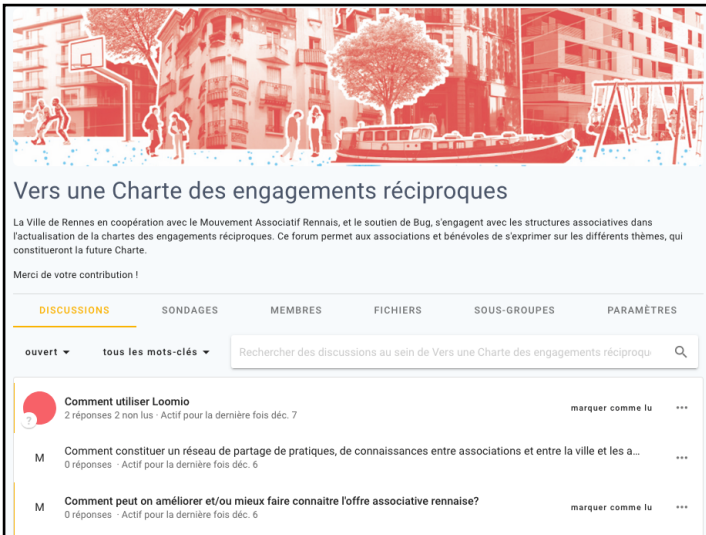 Vers une Charte des engagements réciproques
La Ville de Rennes en coopération avec le Mouvement Associatif Rennais, et le soutien de Bug, s'engagent avec les structures associatives dans
l'actualisation de la chartes des engagements réciproques. Ce forum permet aux associations et bénévoles de s'exprimer sur les différents thèmes, qui
constitueront la future Charte.
Merci de votre contribution !
DISCUSSIONS SONDAGES MEMBRES FICHIERS SOUS-GROUPES PARAMÈTRES
ouvert tous les mots-clés Rechercher des discussions au sein de Vers une Charte des engagements réciproqu
Comment utiliser Loomio
2 réponses 2 non lus · Actif pour la dernière fois déc. 7
marquer comme lu
?
M
Comment constituer un réseau de partage de pratiques, de connaissances entre associations et entre la ville et les a...
0 réponses · Actif pour la dernière fois déc. 6
M
Comment peut on améliorer et/ou mieux faire connaitre l'offre associative rennaise?
0 réponses · Actif pour la dernière fois déc. 6
marquer comme lu